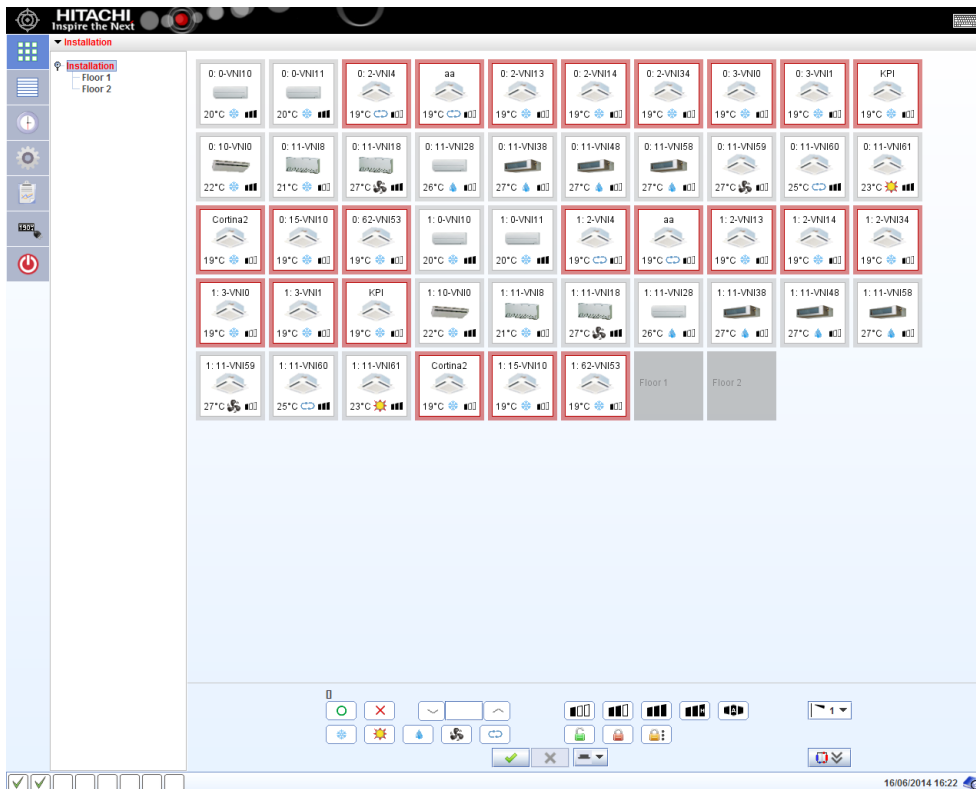 HITACHI
Inspire the Next
Installation
Installation
Floor 1
Floor 2
0: 0-VNI10 0: 0-VNI11 0: 2-VNI4 aa 0: 2-VNI13 0: 2-VNI14 0: 2-VNI34 0: 3-VNI0 0: 3-VNI1 KPI
20°C 20°C 19°C 19°C 19°C 19°C 19°C 19°C 19°C 19°C
0: 10-VNI0 0: 11-VNI8 0: 11-VNI18 0: 11-VNI28 0: 11-VNI38 0: 11-VNI48 0: 11-VNI58 0: 11-VNI59 0: 11-VNI60 0: 11-VNI61
22°C 21°C 27°C 26°C 27°C 27°C 27°C 27°C 25°C 23°C
Cortina2 0: 15-VNI10 0: 62-VNI53 1: 0-VNI10 1: 0-VNI11 1: 2-VNI4 aa 1: 2-VNI13 1: 2-VNI14 1: 2-VNI34
19°C 19°C 19°C 20°C 20°C 19°C 19°C 19°C 19°C 19°C
1: 3-VNI0 1: 3-VNI1 KPI 1: 10-VNI0 1: 11-VNI8 1: 11-VNI18 1: 11-VNI28 1: 11-VNI38 1: 11-VNI48 1: 11-VNI58
19°C 19°C 19°C 22°C 21°C 27°C 26°C 27°C 27°C 27°C
1: 11-VNI59 1: 11-VNI60 1: 11-VNI61 Cortina2 1: 15-VNI10 1: 62-VNI53 Floor 1 Floor 2
27°C 25°C 23°C 19°C 19°C 19°C
[]
H A 1
16/06/2014 16:22